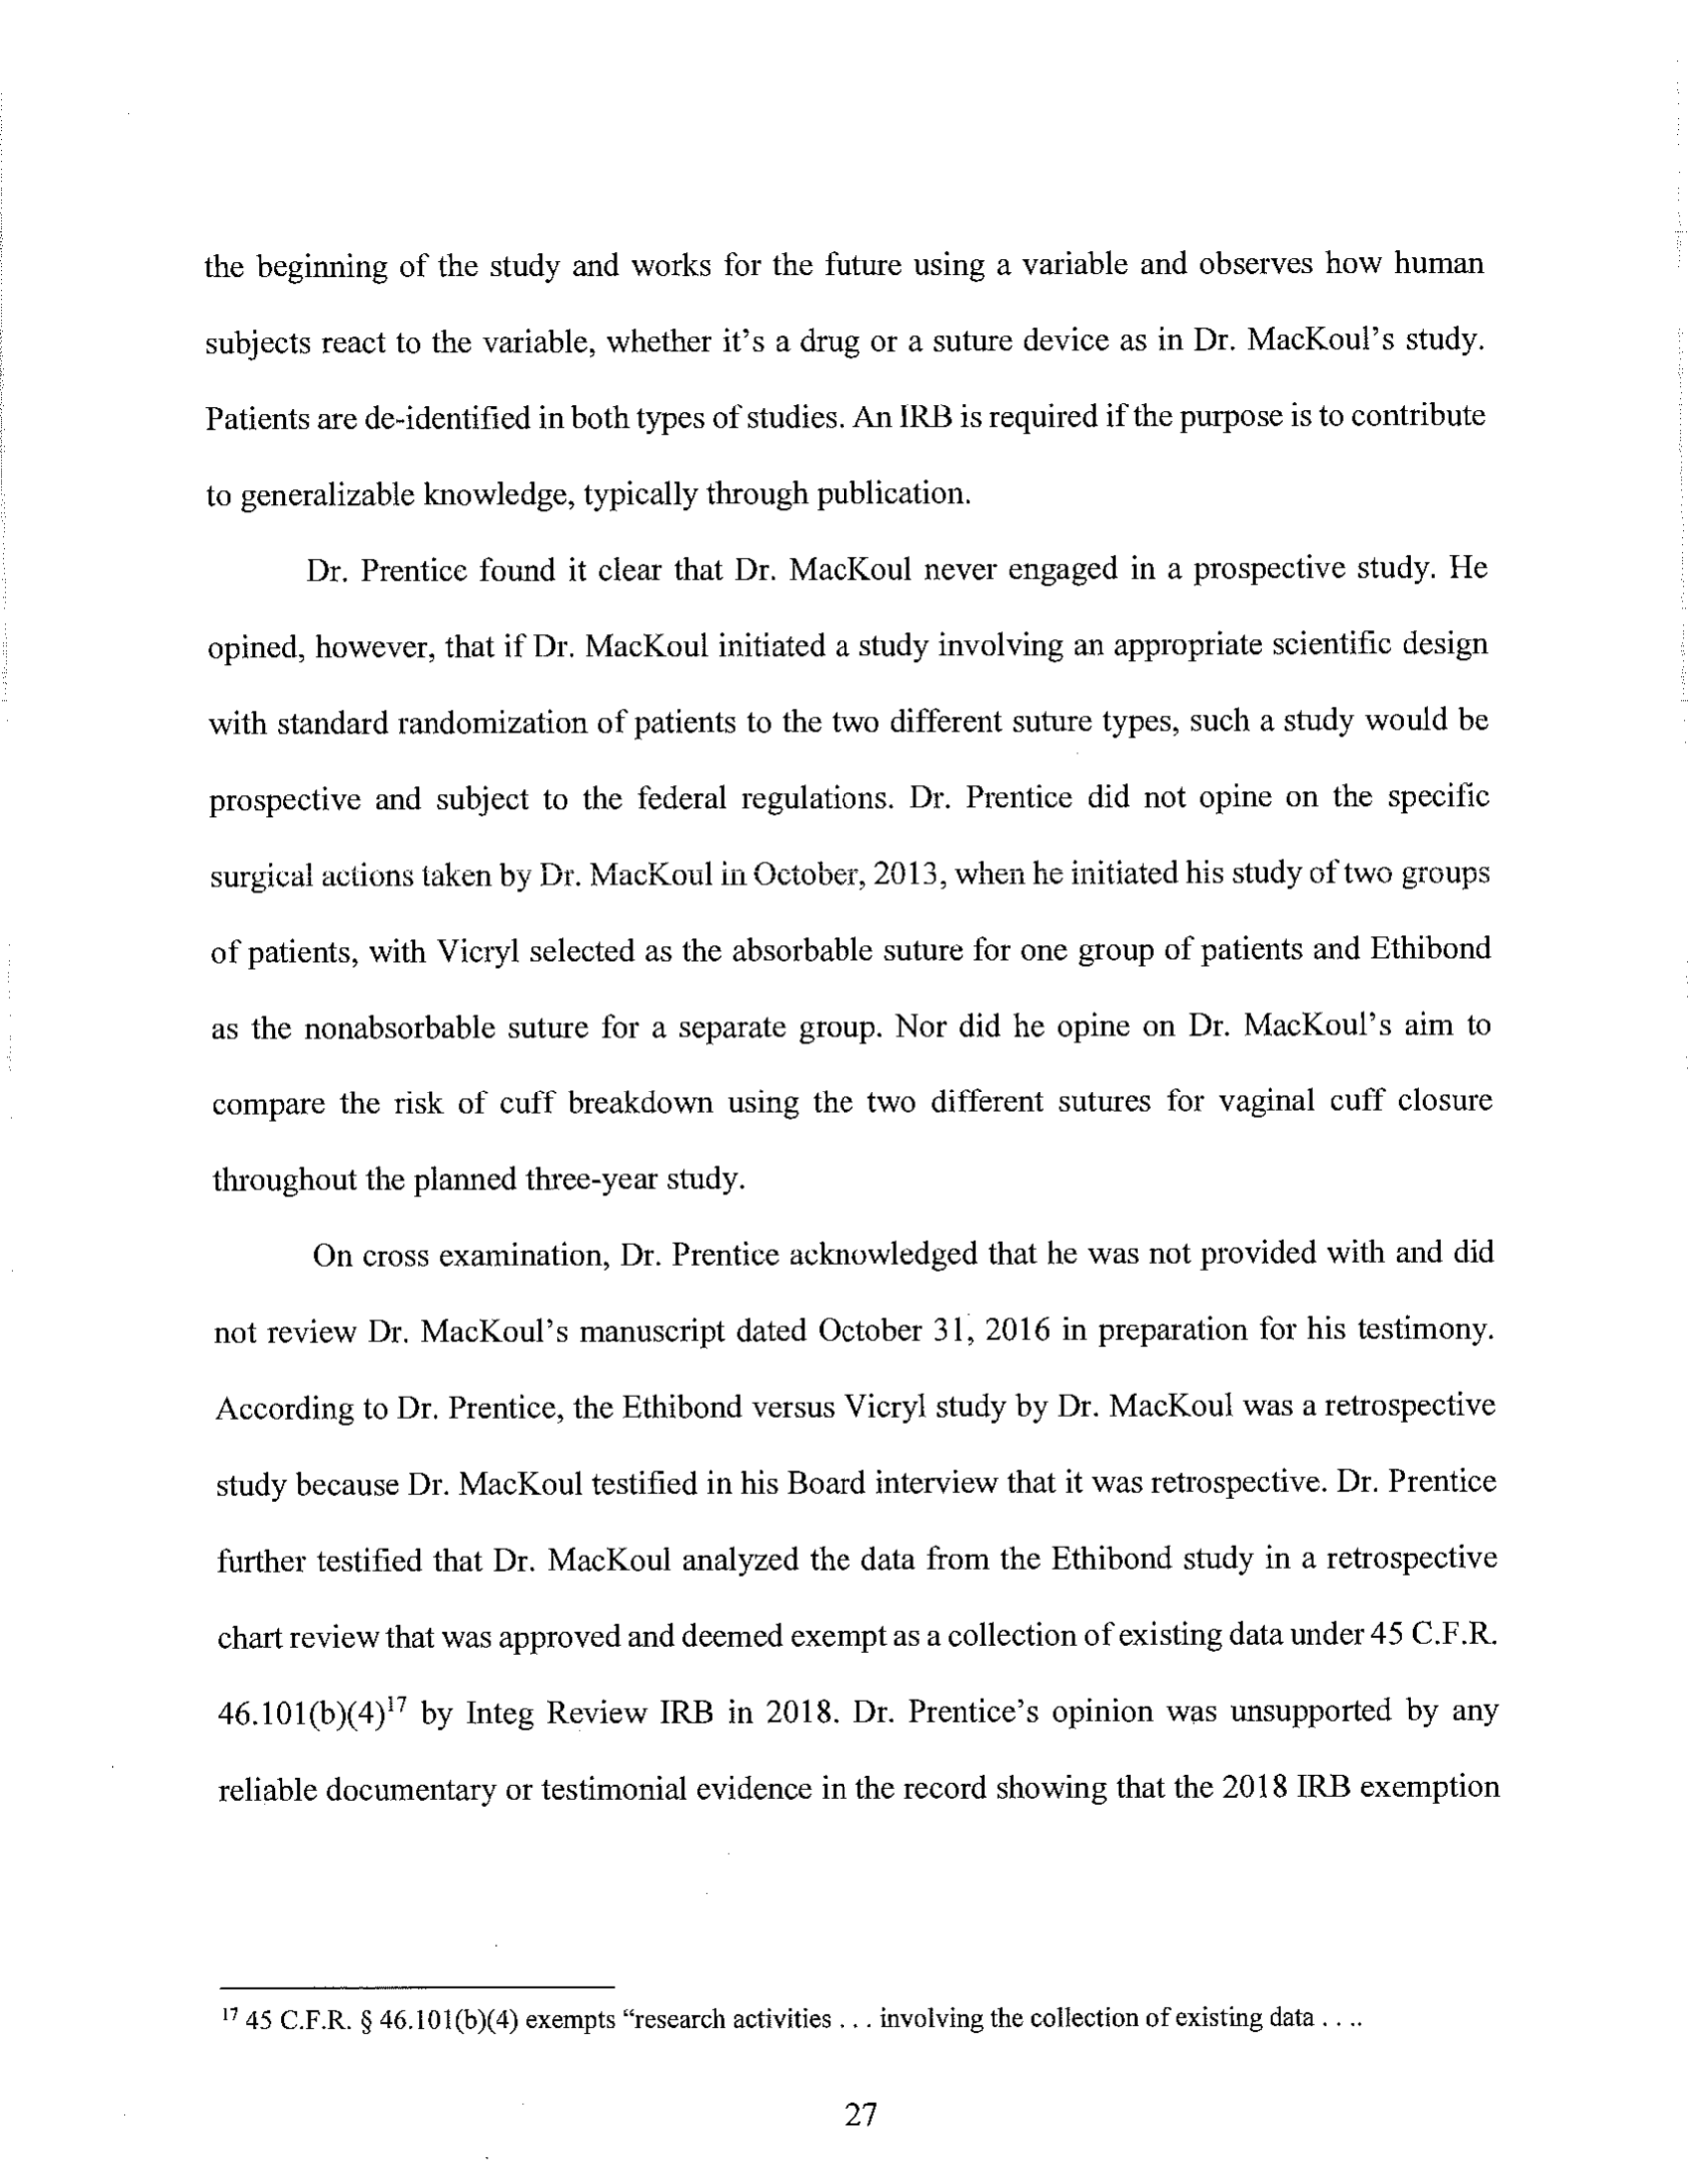 the beginning of the study and works for the future using a variable and observes how human
subjects react to the variable, whether it's a drug or a suture device as in Dr. MacKoul's study.
Patients are de-identified in both types of studies. An IRB is required if the purpose is to contribute
to generalizable knowledge, typically through publication.
Dr. Prentice found it clear that Dr. MacKoul never engaged in a prospective study. He
opined, however, that if Dr. MacKoul initiated a study involving an appropriate scientific design
with standard randomization of patients to the two different suture types, such a study would be
prospective and subject to the federal regulations. Dr. Prentice did not opine on the specific
surgical actions taken by Dr. MacKoul in October, 2013, when he initiated his study of two groups
of patients, with Vicryl selected as the absorbable suture for one group of patients and Ethibond
as the nonabsorbable suture for a separate group. Nor did he opine on Dr. MacKoul's aim to
compare the risk of cuff breakdown using the two different sutures for vaginal cuff closure
throughout the planned three-year study.
On cross examination, Dr. Prentice acknowledged that he was not provided with and did
not review Dr. MacKoul's manuscript dated October 31, 2016 in preparation for his testimony.
According to Dr. Prentice, the Ethibond versus Vicryl study by Dr. MacKoul was a retrospective
study because Dr. MacKoul testified in his Board interview that it was retrospective. Dr. Prentice
further testified that Dr. MacKoul analyzed the data from the Ethibond study in a retrospective
chart review that was approved and deemed exempt as a collection of existing data under 45 C.F.R.
46.101(b)(4)17 by Integ Review IRB in 2018. Dr. Prentice's opinion was unsupported by any
reliable documentary or testimonial evidence in the record showing that the 2018 IRB exemption
17 45 C.F.R. § 46.101(b)(4) exempts “research activities . . . involving the collection of existing data . . ..
27